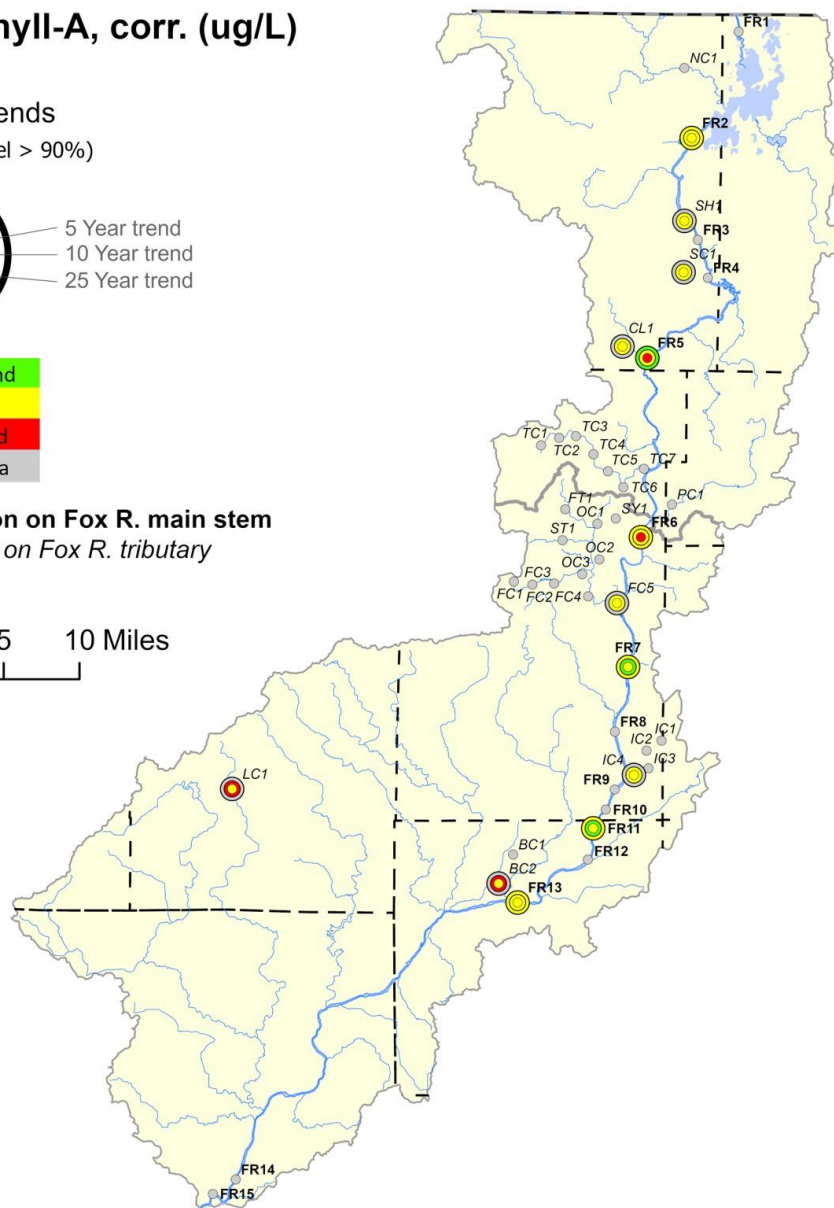 nyll-A, corr. (ug/L)
ends
el > 90%)
5 Year trend
10 Year trend
25 Year trend
nd
d
a
on on Fox R. main stem
on Fox R. tributary
5 10 Miles
FR1
NC1
FR2
SH1
FR3
SC1
FR4
CL1
FR5
TC3
TC1
TC2
TC4
TC5
TC7
TC6
PC1
FT1
OC1
SY1
FR6
ST1
OC2
OC3
FC3
FC1
FC2
FC4
FC5
FR7
FR8
IC1
IC2
IC4
IC3
LC1
FR9
FR10
FR11
BC1
FR12
BC2
FR13
FR14
FR15